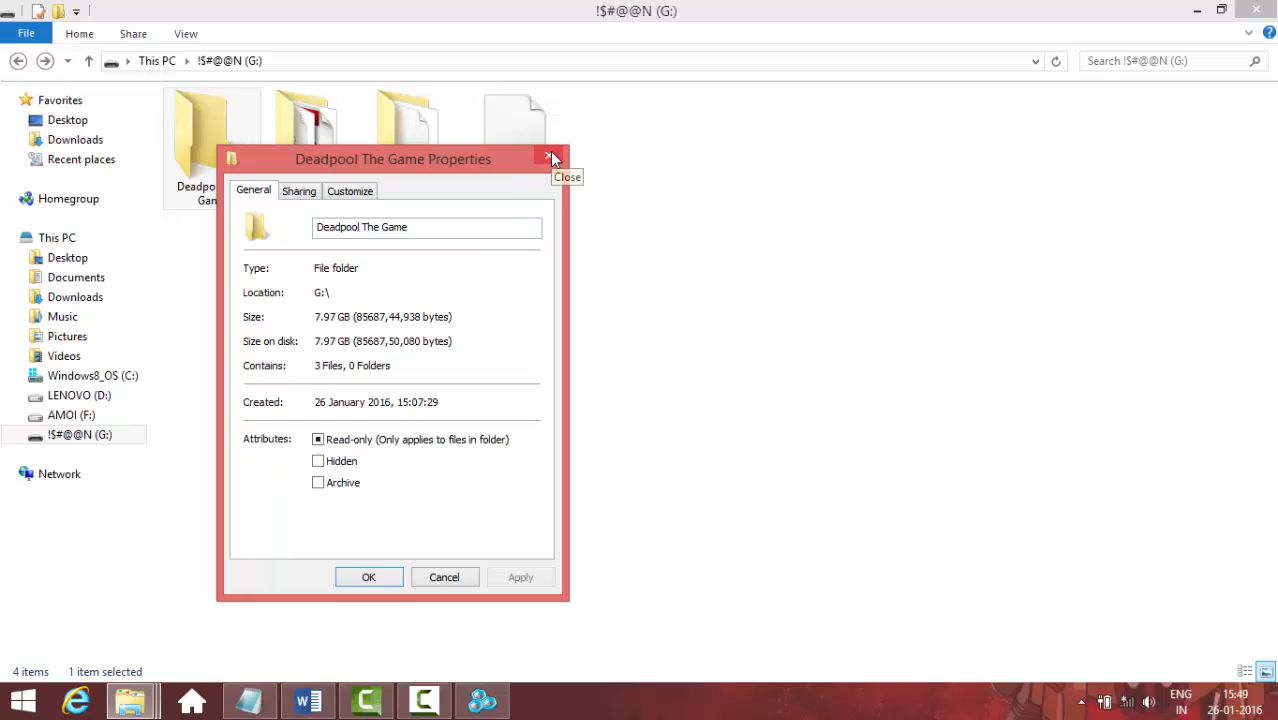 !$#@@N (G:)
File
Home
Share
View
This PC
!$#@@N (G:)
Search !$#@@N (G:)
Favorites
Desktop
Downloads
Recent places
Homegroup
This PC
Desktop
Documents
Downloads
Music
Pictures
Videos
Windows8_OS (C:)
LENOVO (D:)
AMOI (F:)
!$#@@N (G:)
Network
Deadpool The Game Properties
Close
General
Sharing
Customize
Deadpool The Game
Type:
File folder
Location:
G:\
Size:
7.97 GB (85687,44,938 bytes)
Size on disk:
7.97 GB (85687,50,080 bytes)
Contains:
3 Files, 0 Folders
Created:
26 January 2016, 15:07:29
Attributes:
Read-only (Only applies to files in folder)
Hidden
Archive
OK
Cancel
Apply
4 items
1 item selected
ENG
IN
15:49
26-01-2016